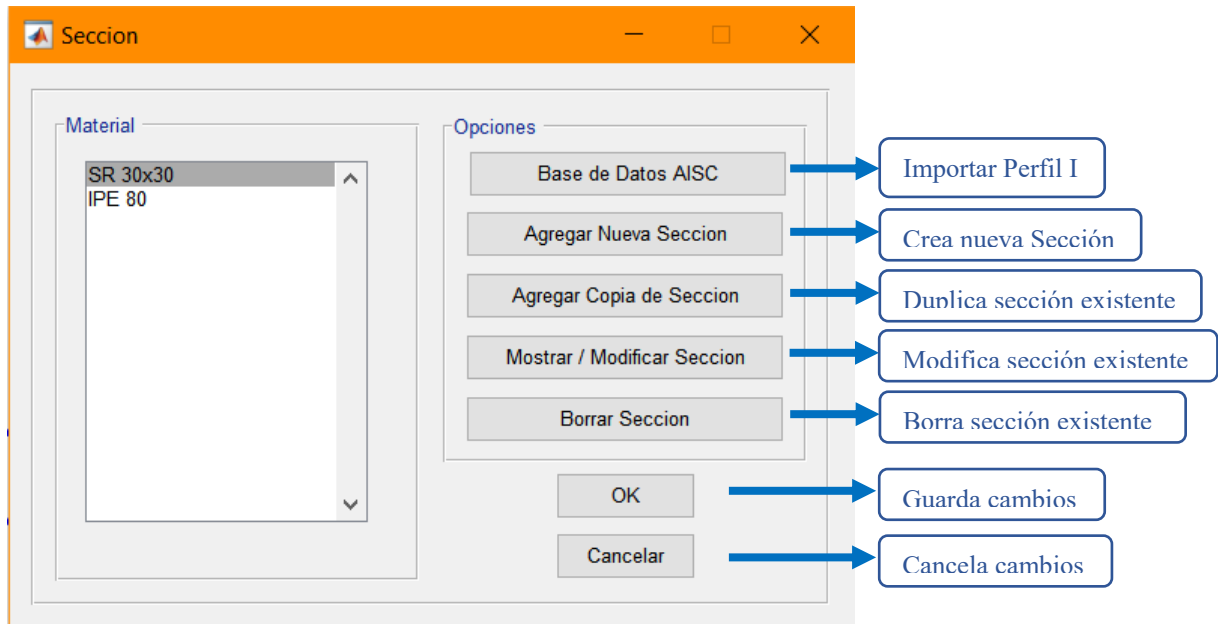 Seccion
Material
SR 30x30
IPE 80
Opciones
Base de Datos AISC
Importar Perfil I
Agregar Nueva Seccion
Crea nueva Sección
Agregar Copia de Seccion
Duplica sección existente
Mostrar / Modificar Seccion
Modifica sección existente
Borrar Seccion
Borra sección existente
OK
Guarda cambios
Cancelar
Cancela cambios